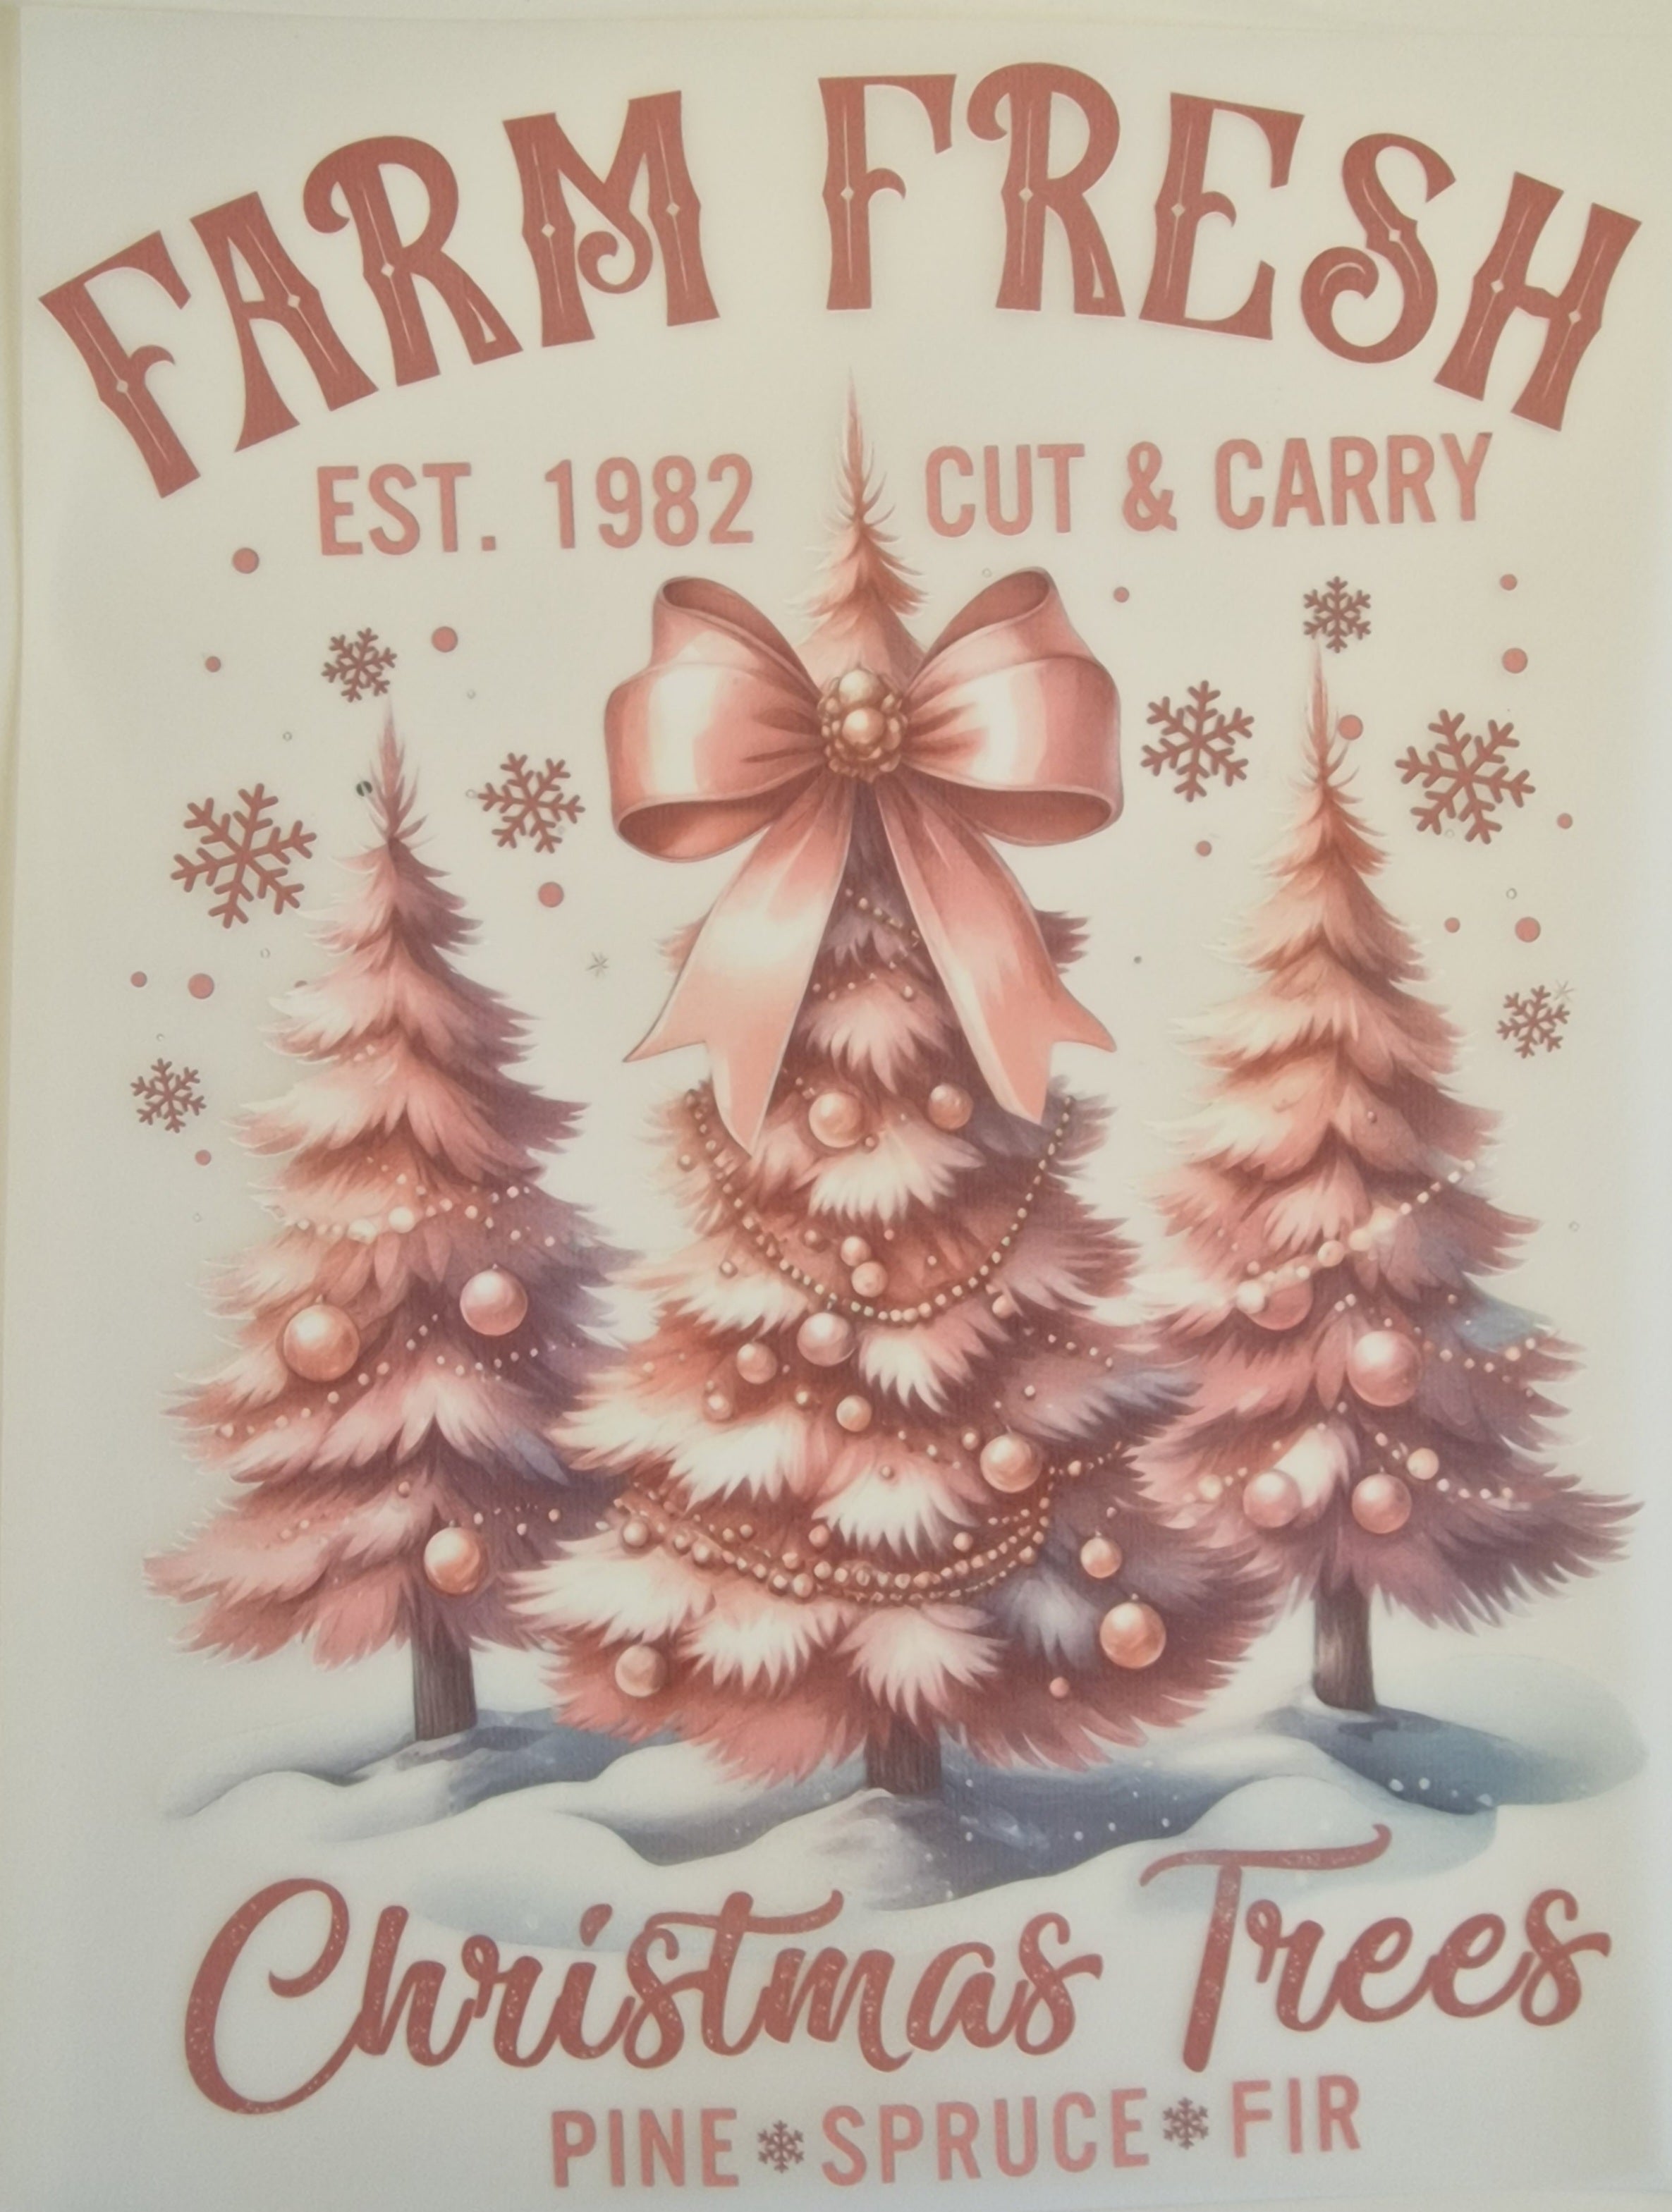 FARM FRESH
EST. 1982 CUT & CARRY
Christmas Trees
PINE SPRUCE FIR